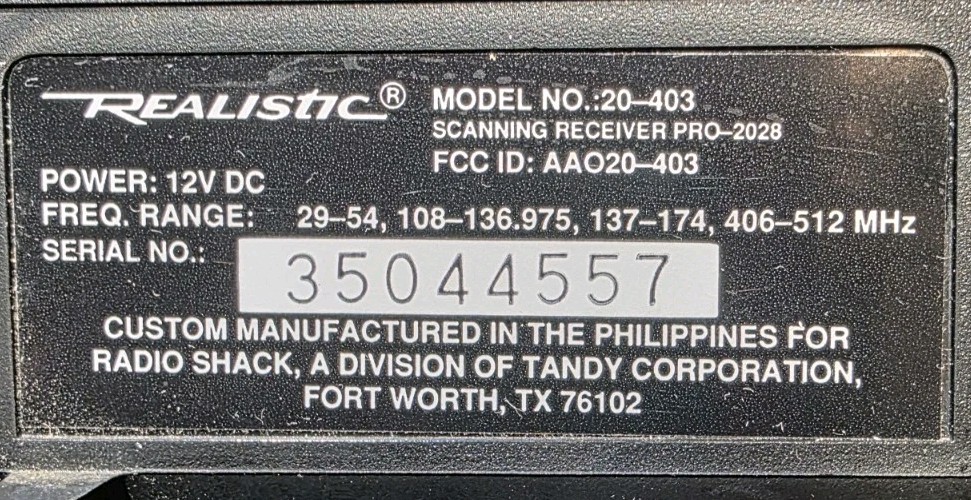 REALISTIC®
MODEL NO.:20–403
SCANNING RECEIVER PRO–2028
FCC ID: AAO20–403
POWER: 12V DC
FREQ. RANGE: 29–54, 108–136.975, 137–174, 406–512 MHz
SERIAL NO.: 35044557
CUSTOM MANUFACTURED IN THE PHILIPPINES FOR
RADIO SHACK, A DIVISION OF TANDY CORPORATION,
FORT WORTH, TX 76102